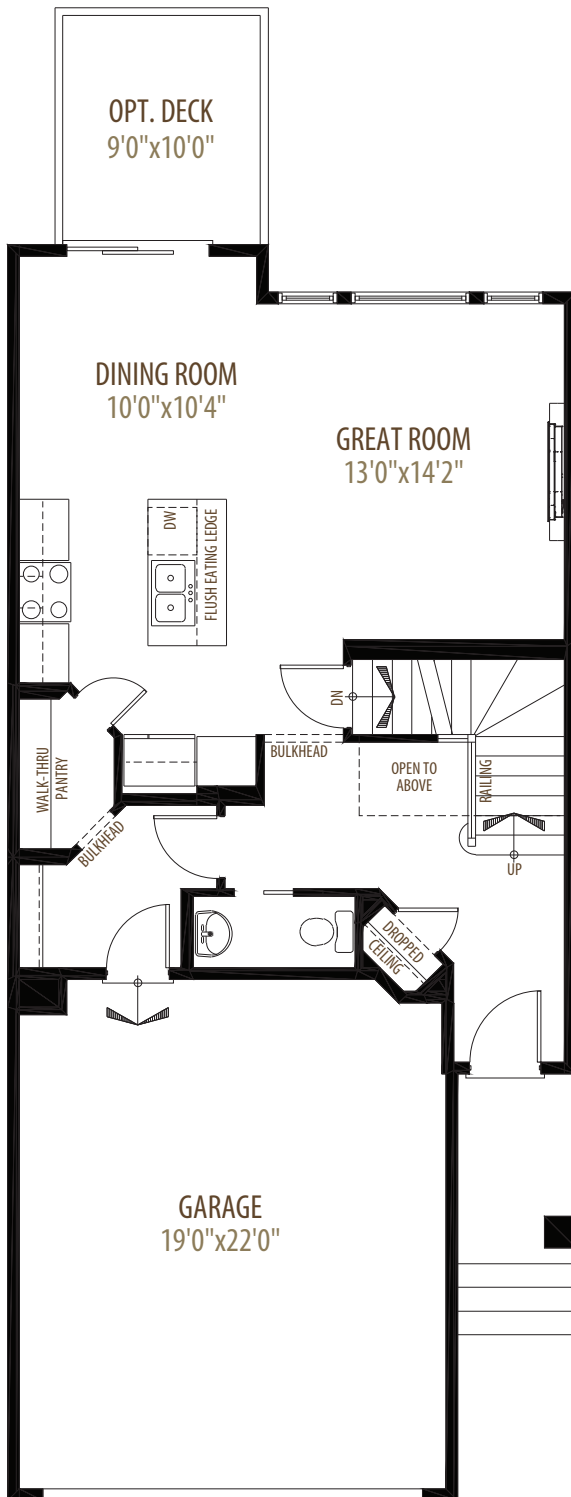 OPT. DECK
9'0"x10'0"
DINING ROOM
10'0"x10'4"
GREAT ROOM
13'0"x14'2"
DW
FLUSH EATING LEDGE
DN
WALK-THRU
PANTRY
BULKHEAD
BULKHEAD
OPEN TO
ABOVE
RAILING
UP
DROPPED
CEILING
GARAGE
19'0"x22'0"